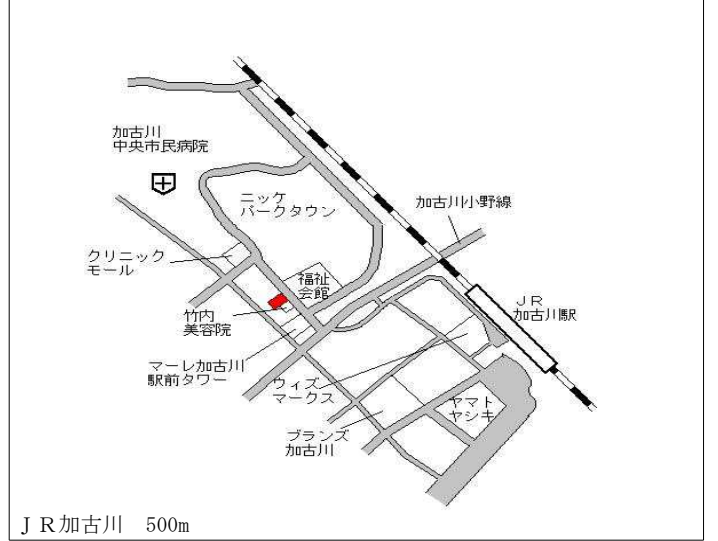 加古川
中央市民病院
ニッケ
パークタウン
加古川小野線
クリニック
モール
福祉
会館
ＪＲ
加古川駅
竹内
美容院
マーレ加古川
駅前タワー
ウィズ
マークス
ヤマト
ヤシキ
ブランズ
加古川
ＪＲ加古川　500m